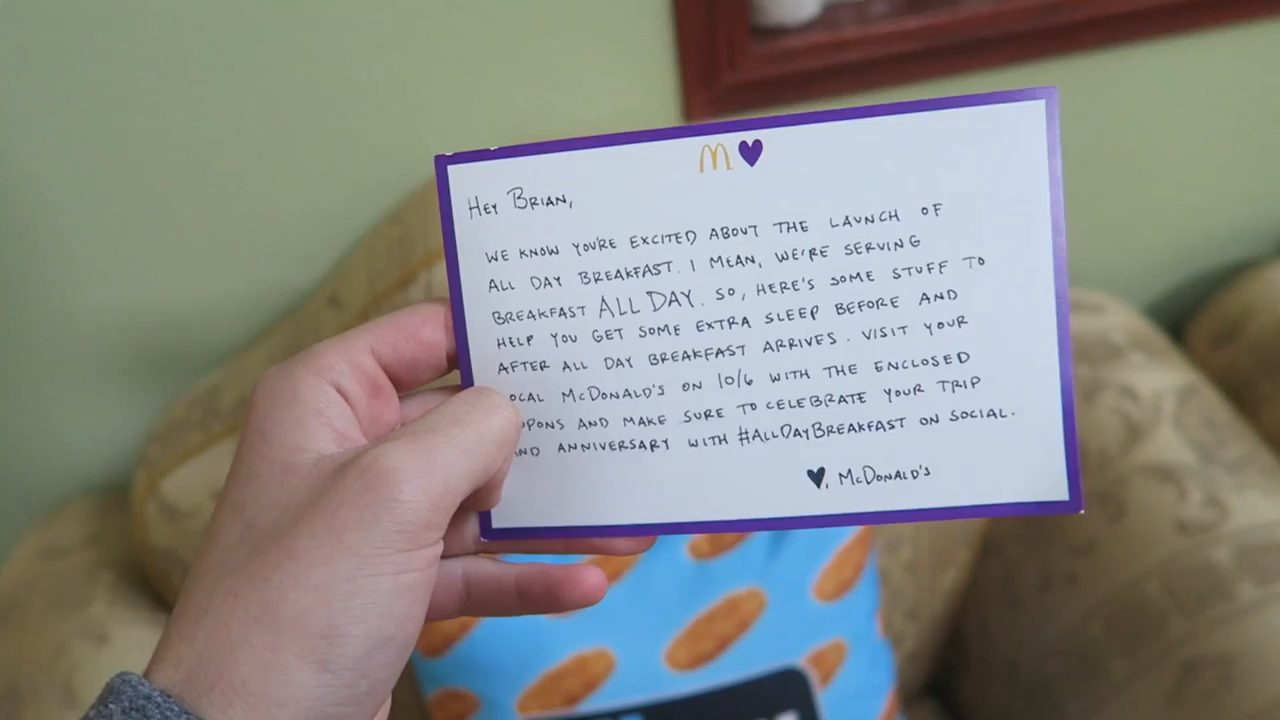 HEY BRIAN,
WE KNOW YOU'RE EXCITED ABOUT THE LAUNCH OF
ALL DAY BREAKFAST. I MEAN, WE'RE SERVING
BREAKFAST ALL DAY. SO, HERE'S SOME STUFF TO
HELP YOU GET SOME EXTRA SLEEP BEFORE AND
AFTER ALL DAY BREAKFAST ARRIVES. VISIT YOUR
OCAL MCDONALD'S ON 10/6 WITH THE ENCLOSED
PONS AND MAKE SURE TO CELEBRATE YOUR TRIP
ND ANNIVERSARY WITH #ALLDAYBREAKFAST ON SOCIAL.
♥, MCDONALD'S